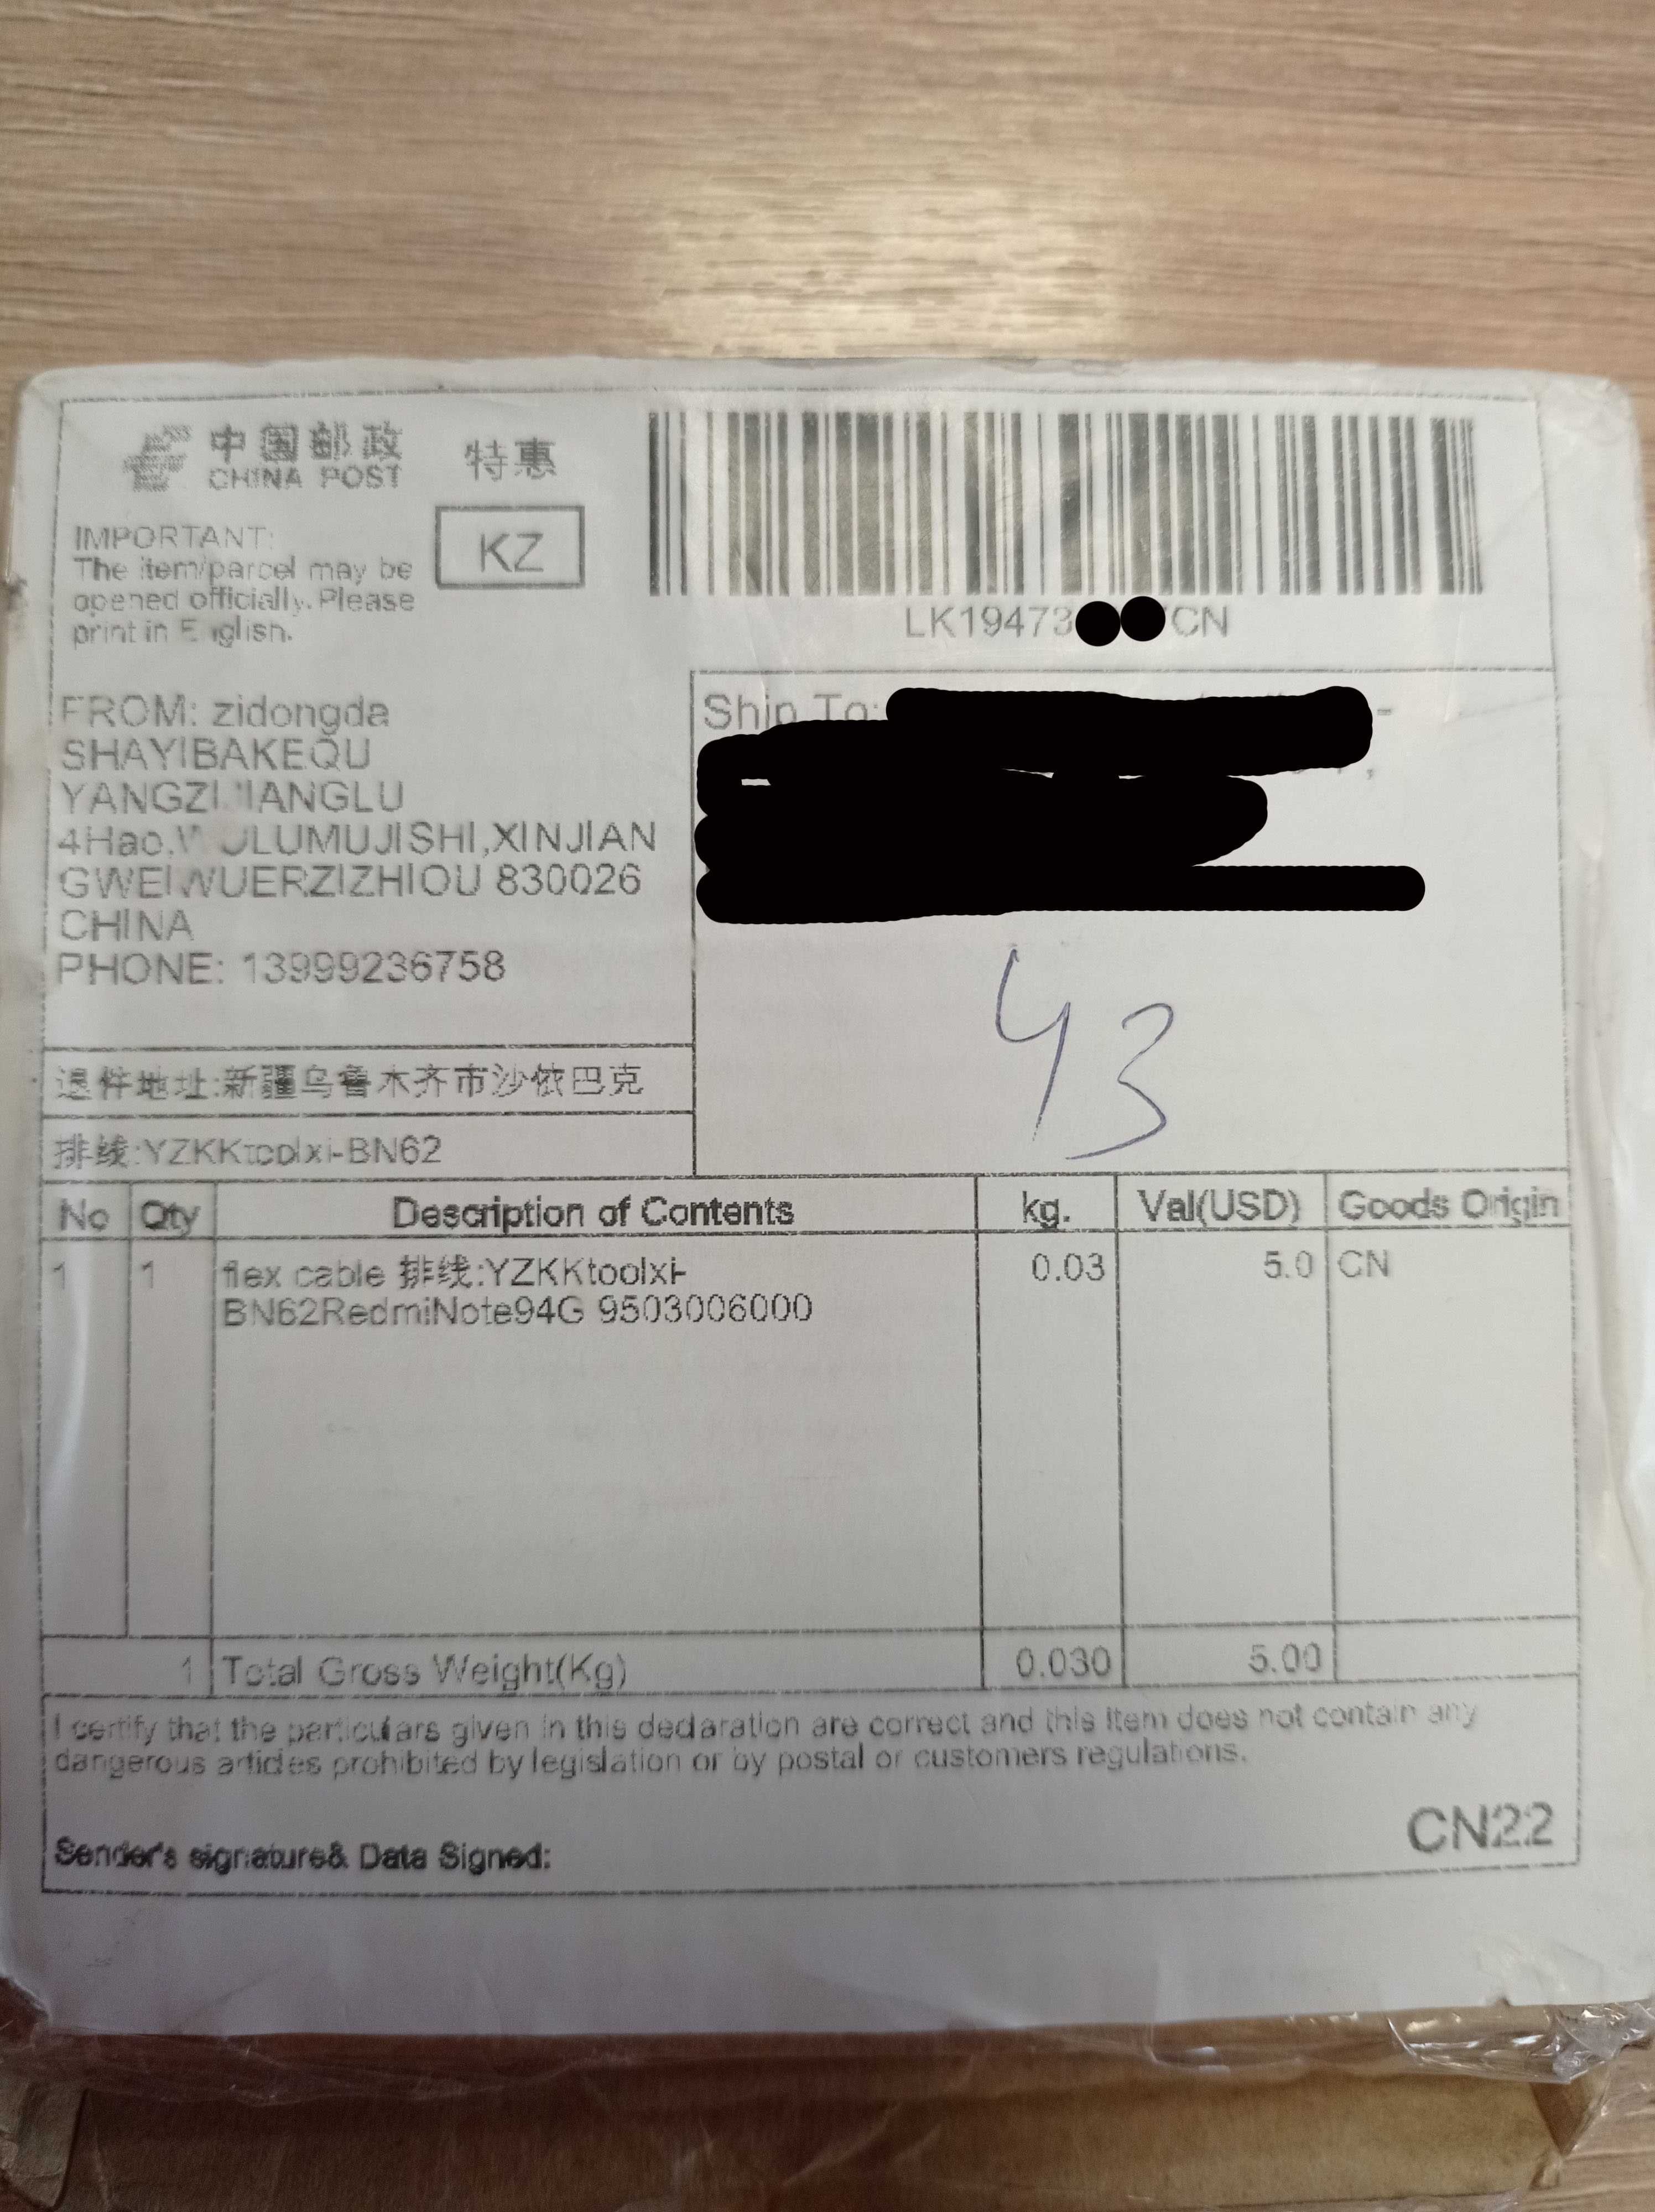 中国邮政 特惠
CHINA POST
KZ
IMPORTANT:
The item/parcel may be
opened officially. Please
print in English.
LK19473 CN
FROM: zidongda
SHAYIBAKEQU
YANGZIJIANGLU
4Hao,WULUMUJISHI,XINJIAN
GWEIWUERZIZHIOU 830026
CHINA
PHONE: 13999236758
Ship To:
43
退件地址:新疆乌鲁木齐市沙依巴克
排线:YZKKtoolxi-BN62
No Qty Description of Contents kg. Val(USD) Goods Origin
1 1 flex cable 排线:YZKKtoolxi- 0.03 5.0 CN
BN62RedmiNote94G 9503006000
1 Total Gross Weight(Kg) 0.030 5.00
I certify that the particulars given in this declaration are correct and this item does not contain any
dangerous articles prohibited by legislation or by postal or customers regulations.
CN22
Sender's signature& Data Signed: